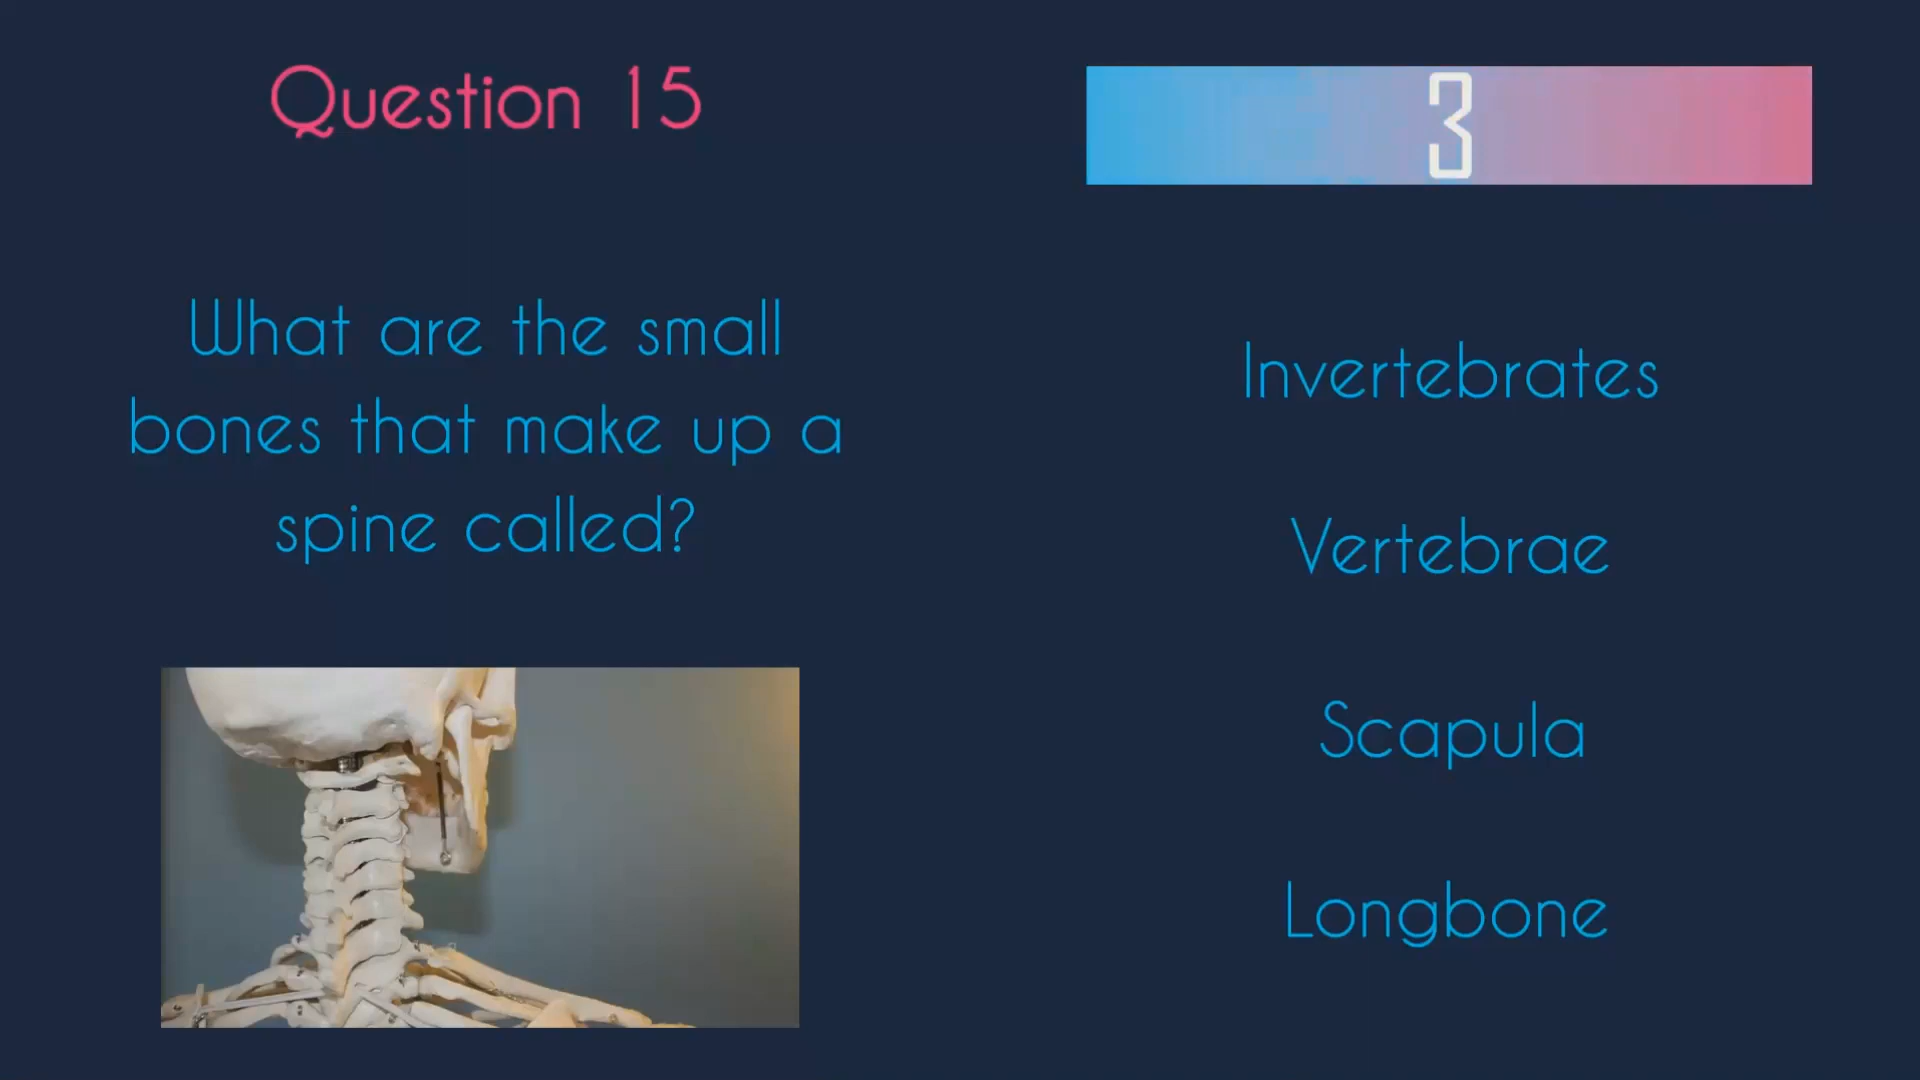 Question 15
3
What are the small
bones that make up a
spine called?
Invertebrates
Vertebrae
Scapula
Longbone